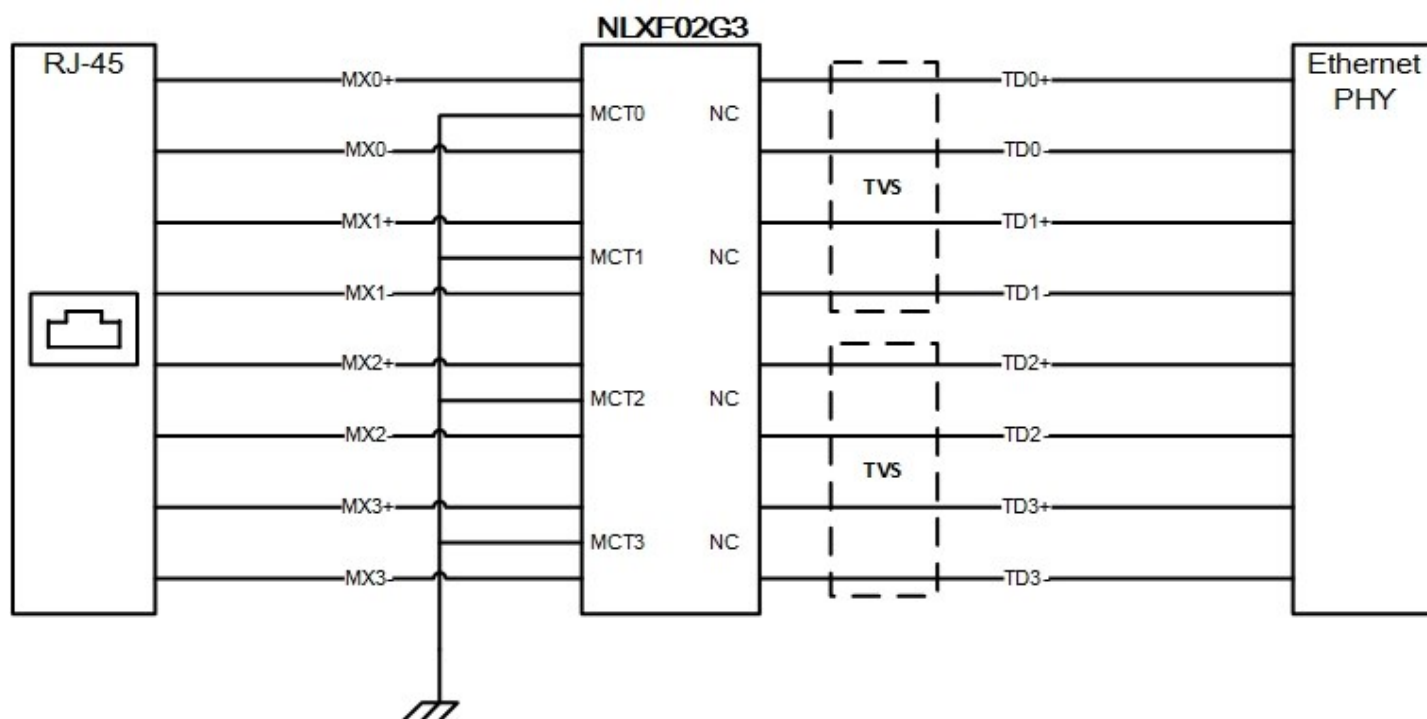 NLXF02G3
RJ-45
Ethernet
PHY
MX0+
TD0+
MCT0
NC
MX0-
TD0-
TVS
MX1+
TD1+
MCT1
NC
MX1-
TD1-
MX2+
TD2+
MCT2
NC
MX2-
TD2-
TVS
MX3+
TD3+
MCT3
NC
MX3-
TD3-